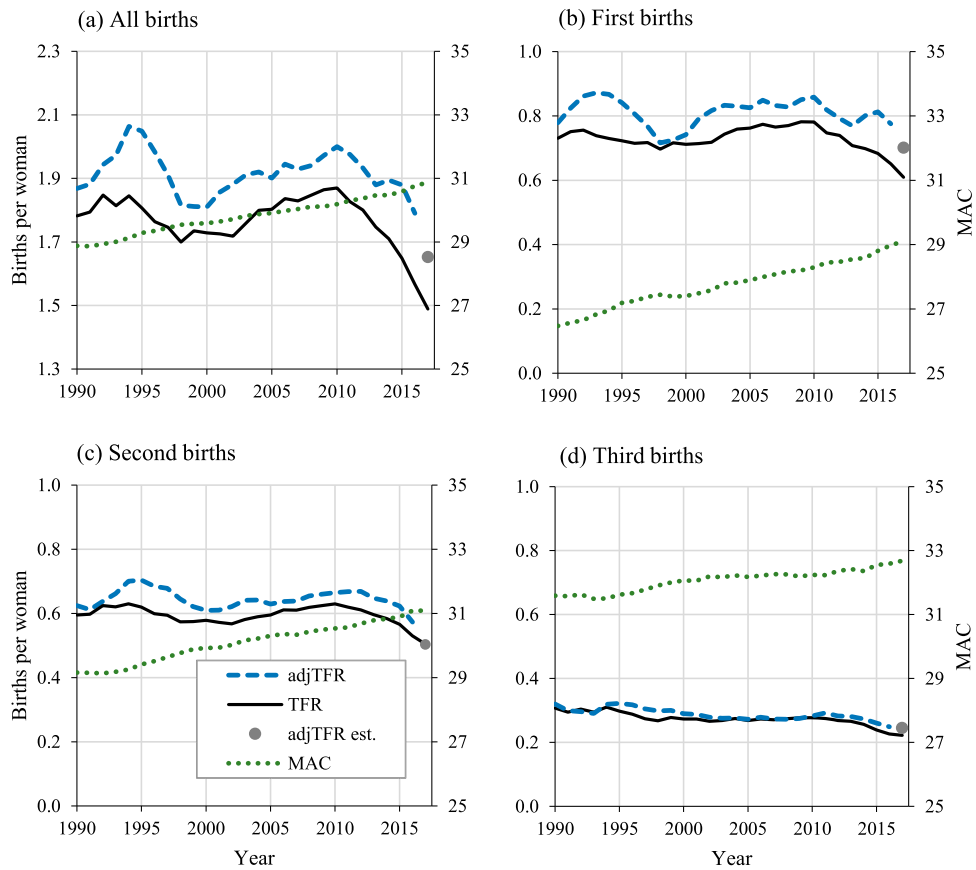 (a) All births
(b) First births
2.3
2.1
1.9
1.7
1.5
1.3
Births per woman
35
33
31
29
27
25
1990 1995 2000 2005 2010 2015
1.0
0.8
0.6
0.4
0.2
0.0
35
33
31
29
27
25
MAC
1990 1995 2000 2005 2010 2015
(c) Second births
(d) Third births
1.0
0.8
0.6
0.4
0.2
0.0
Births per woman
35
33
31
29
27
25
adjTFR
TFR
adjTFR est.
MAC
1990 1995 2000 2005 2010 2015
Year
1.0
0.8
0.6
0.4
0.2
0.0
35
33
31
29
27
25
MAC
1990 1995 2000 2005 2010 2015
Year